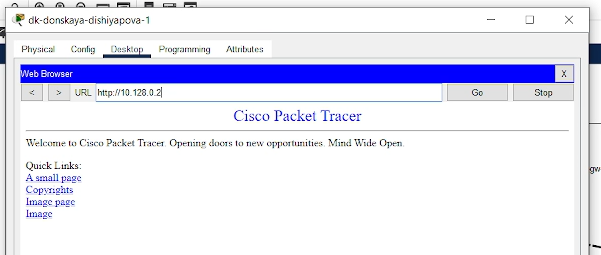 dk-donskaya-dishiyapova-1
Physical Config Desktop Programming Attributes
Web Browser X
< > URL http://10.128.0.2 Go Stop
Cisco Packet Tracer
Welcome to Cisco Packet Tracer. Opening doors to new opportunities. Mind Wide Open.
Quick Links:
A small page
Copyrights
Image page
Image
gw